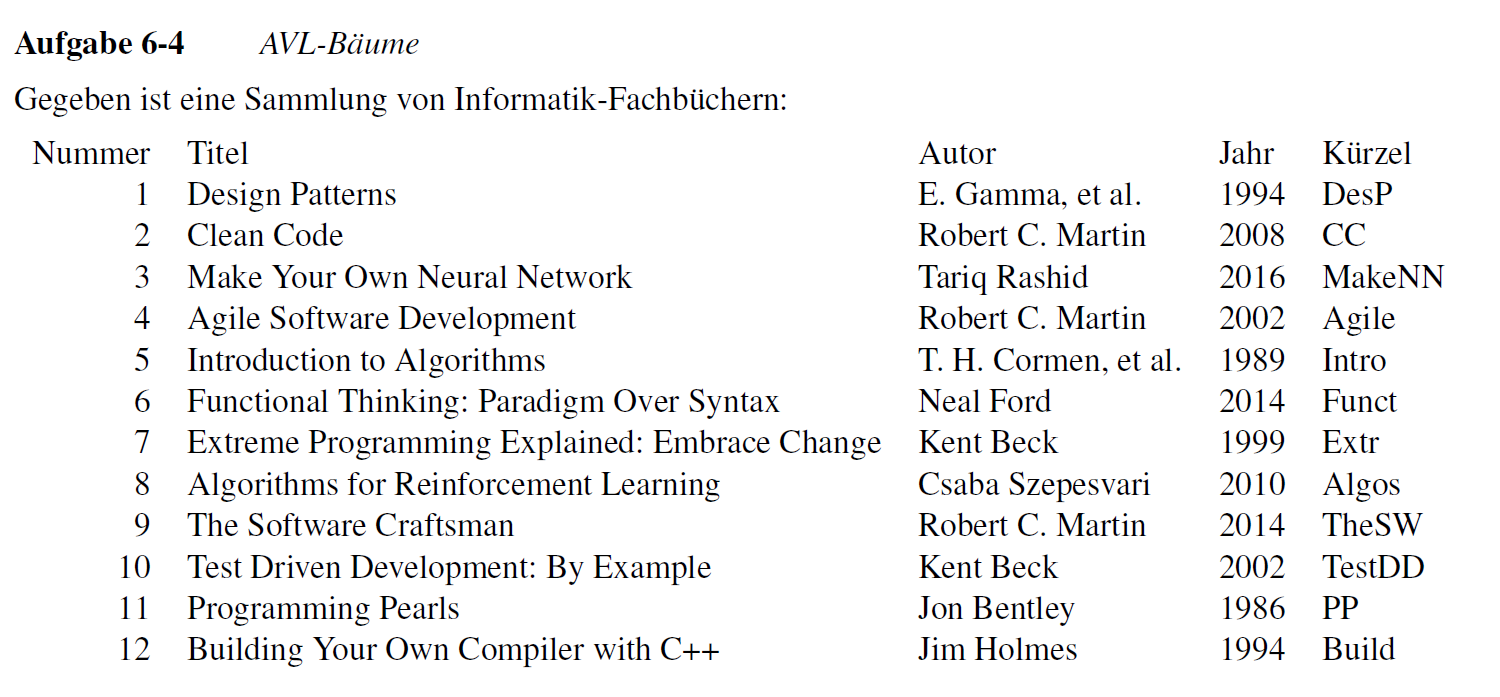 Aufgabe 6-4 AVL-Bäume
Gegeben ist eine Sammlung von Informatik-Fachbüchern:
Nummer Titel Autor Jahr Kürzel
1 Design Patterns E. Gamma, et al. 1994 DesP
2 Clean Code Robert C. Martin 2008 CC
3 Make Your Own Neural Network Tariq Rashid 2016 MakeNN
4 Agile Software Development Robert C. Martin 2002 Agile
5 Introduction to Algorithms T. H. Cormen, et al. 1989 Intro
6 Functional Thinking: Paradigm Over Syntax Neal Ford 2014 Funct
7 Extreme Programming Explained: Embrace Change Kent Beck 1999 Extr
8 Algorithms for Reinforcement Learning Csaba Szepesvari 2010 Algos
9 The Software Craftsman Robert C. Martin 2014 TheSW
10 Test Driven Development: By Example Kent Beck 2002 TestDD
11 Programming Pearls Jon Bentley 1986 PP
12 Building Your Own Compiler with C++ Jim Holmes 1994 Build